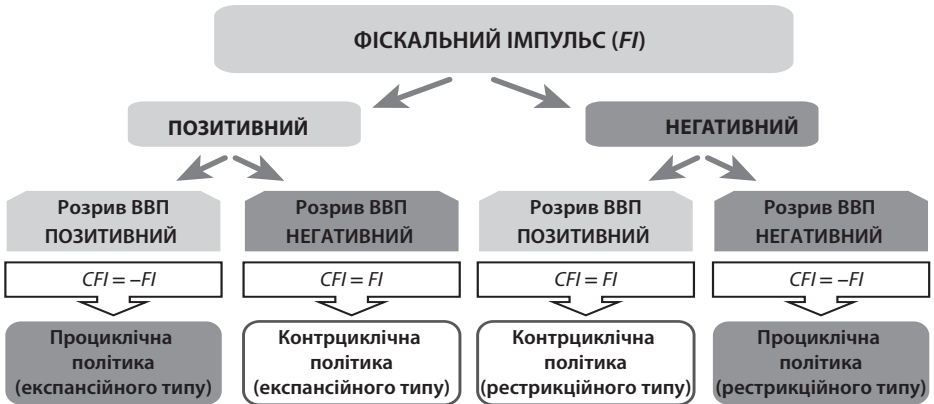 ФІСКАЛЬНИЙ ІМПУЛЬС (FI)
ПОЗИТИВНИЙ
НЕГАТИВНИЙ
Розрив ВВП
ПОЗИТИВНИЙ
Розрив ВВП
НЕГАТИВНИЙ
Розрив ВВП
ПОЗИТИВНИЙ
Розрив ВВП
НЕГАТИВНИЙ
CFI = –FI
CFI = FI
CFI = FI
CFI = –FI
Проциклічна
політика
(експансійного типу)
Контрциклічна
політика
(експансійного типу)
Контрциклічна
політика
(рестрикційного типу)
Проциклічна
політика
(рестрикційного типу)